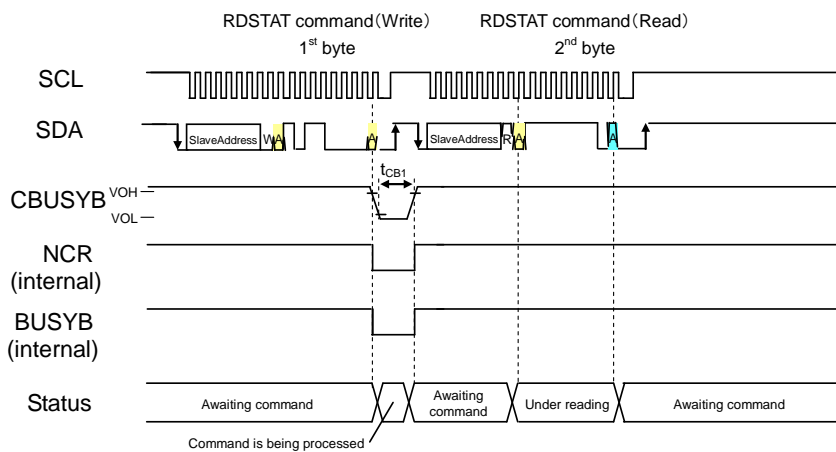 RDSTAT command(Write)
1st byte
RDSTAT command(Read)
2nd byte
SCL
SDA
SlaveAddress W A A SlaveAddress R A A
tCB1
CBUSYB
VOH
VOL
NCR
(internal)
BUSYB
(internal)
Status
Awaiting command
Awaiting
command
Under reading
Awaiting command
Command is being processed